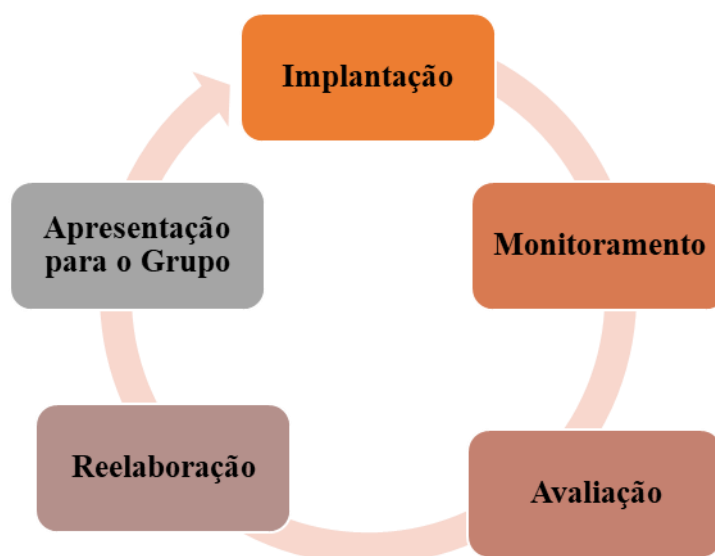 Implantação
Monitoramento
Avaliação
Reelaboração
Apresentação
para o Grupo